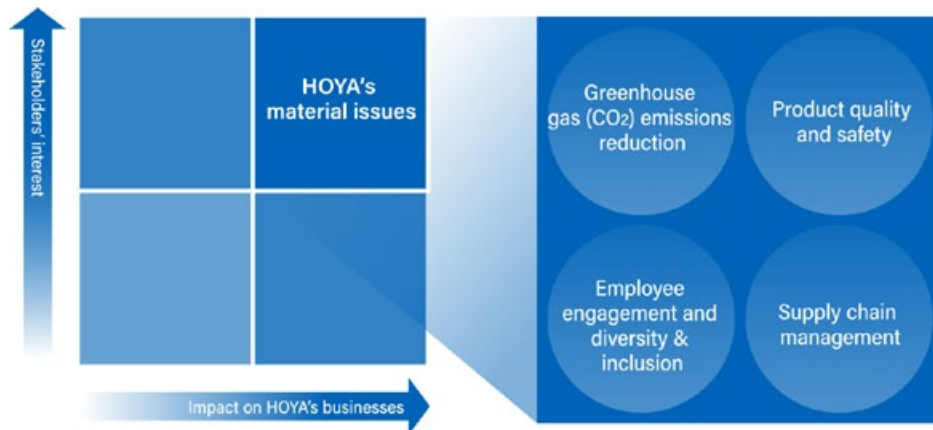 Stakeholders' interest
HOYA's
material issues
Impact on HOYA's businesses
Greenhouse
gas (CO₂) emissions
reduction
Product quality
and safety
Employee
engagement and
diversity &
inclusion
Supply chain
management